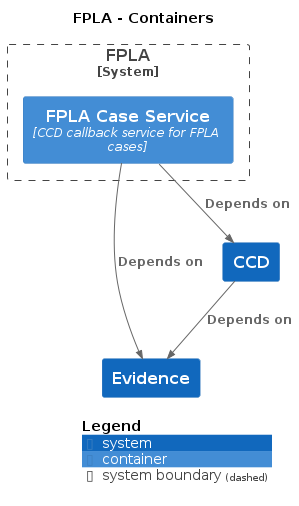 FPLA - Containers
FPLA
[System]
FPLA Case Service
[CCD callback service for FPLA
cases]
Depends on
CCD
Depends on
Depends on
Evidence
Legend
system
container
system boundary (dashed)